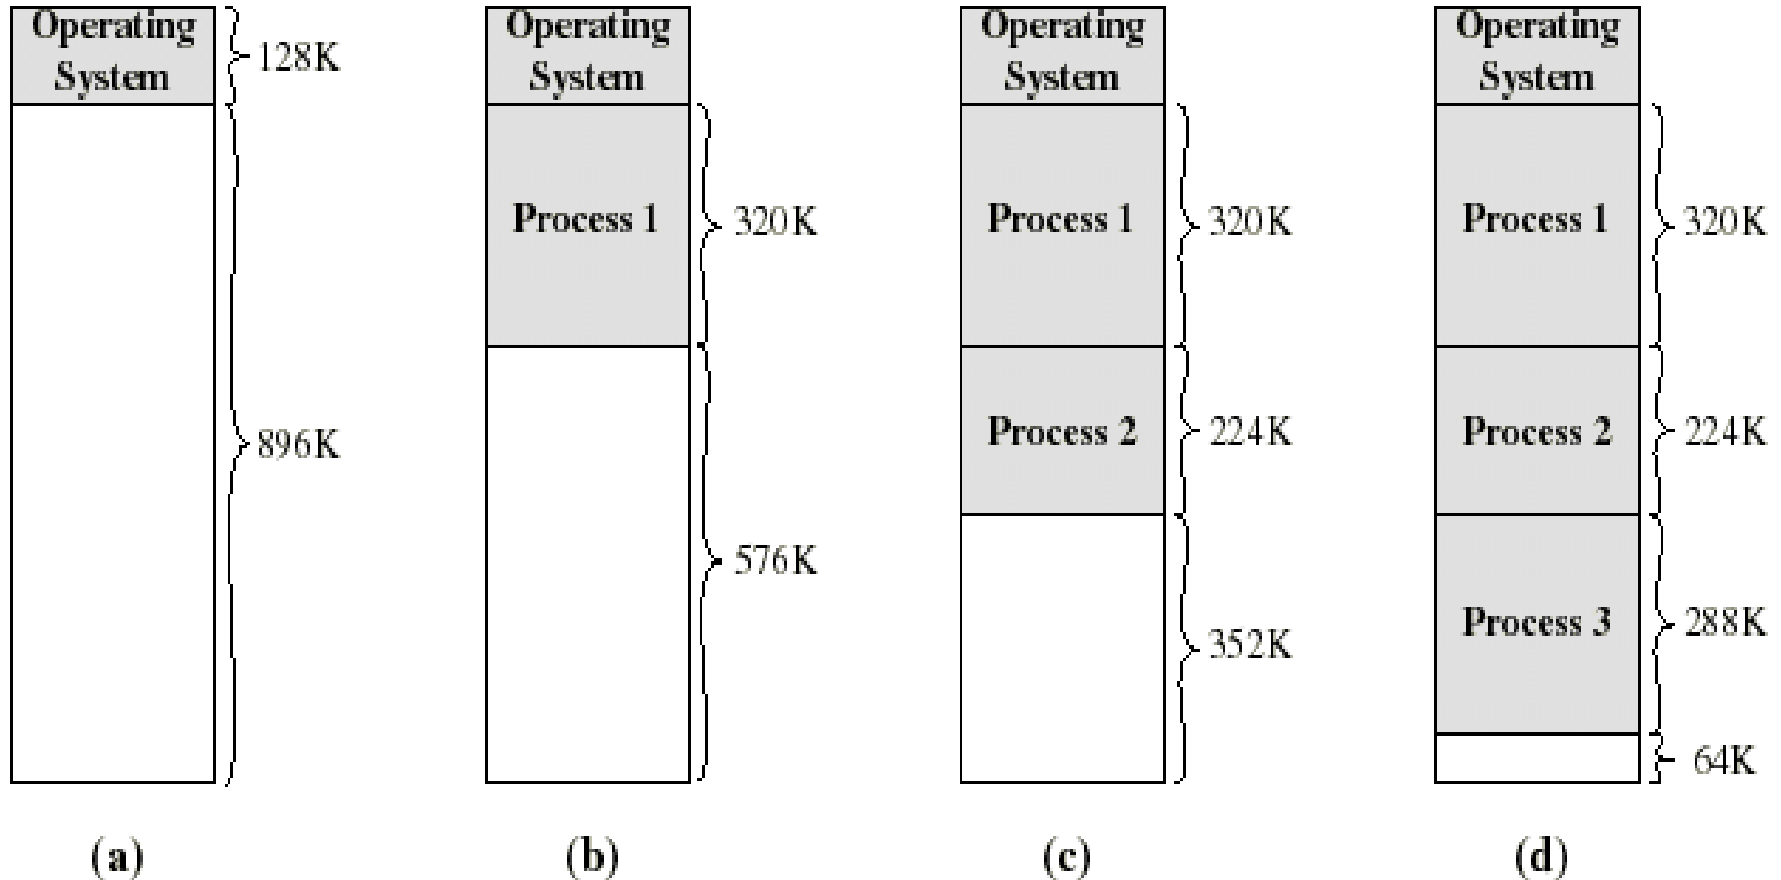 Operating
System
128K
896K
(a)
Operating
System
Process 1
320K
576K
(b)
Operating
System
Process 1
320K
Process 2
224K
352K
(c)
Operating
System
Process 1
320K
Process 2
224K
Process 3
288K
64K
(d)